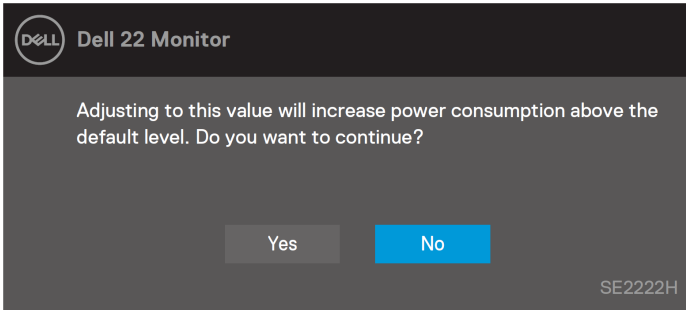 DELL Dell 22 Monitor
Adjusting to this value will increase power consumption above the
default level. Do you want to continue?
Yes No
SE2222H